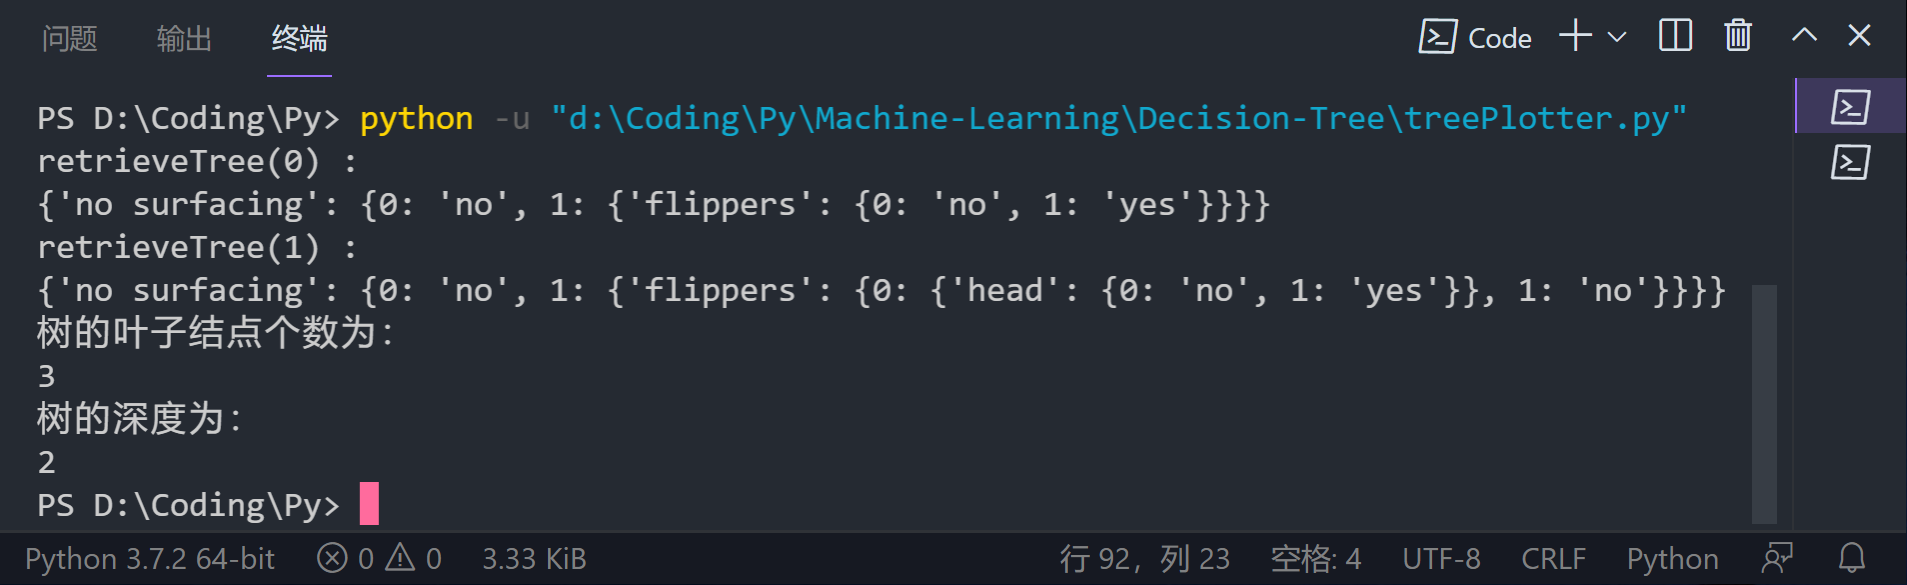 问题 输出 终端 Code
PS D:\Coding\Py> python -u "d:\Coding\Py\Machine-Learning\Decision-Tree\treePlotter.py"
retrieveTree(0) :
{'no surfacing': {0: 'no', 1: {'flippers': {0: 'no', 1: 'yes'}}}}
retrieveTree(1) :
{'no surfacing': {0: 'no', 1: {'flippers': {0: {'head': {0: 'no', 1: 'yes'}}, 1: 'no'}}}}
树的叶子结点个数为：
3
树的深度为：
2
PS D:\Coding\Py>
Python 3.7.2 64-bit 0 0 3.33 KiB 行 92，列 23 空格: 4 UTF-8 CRLF Python